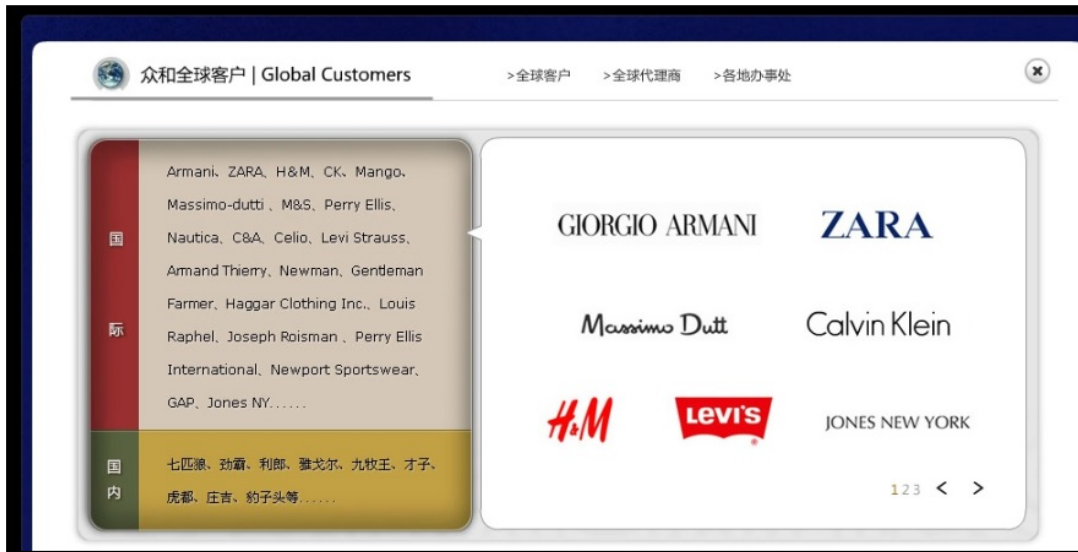 众和全球客户 | Global Customers
>全球客户 >全球代理商 >各地办事处
国际
Armani、ZARA、H&M、CK、Mango、
Massimo-dutti 、M&S、Perry Ellis、
Nautica、C&A、Celio、Levi Strauss、
Armand Thierry、Newman、Gentleman
Farmer、Haggar Clothing Inc.、Louis
Raphel、Joseph Roisman 、Perry Ellis
International、Newport Sportswear、
GAP、Jones NY......
国内
七匹狼、劲霸、利郎、雅戈尔、九牧王、才子、
虎都、庄吉、豹子头等......
GIORGIO ARMANI ZARA
Massimo Dutt Calvin Klein
H&M LEVI'S JONES NEW YORK
1 2 3 < >